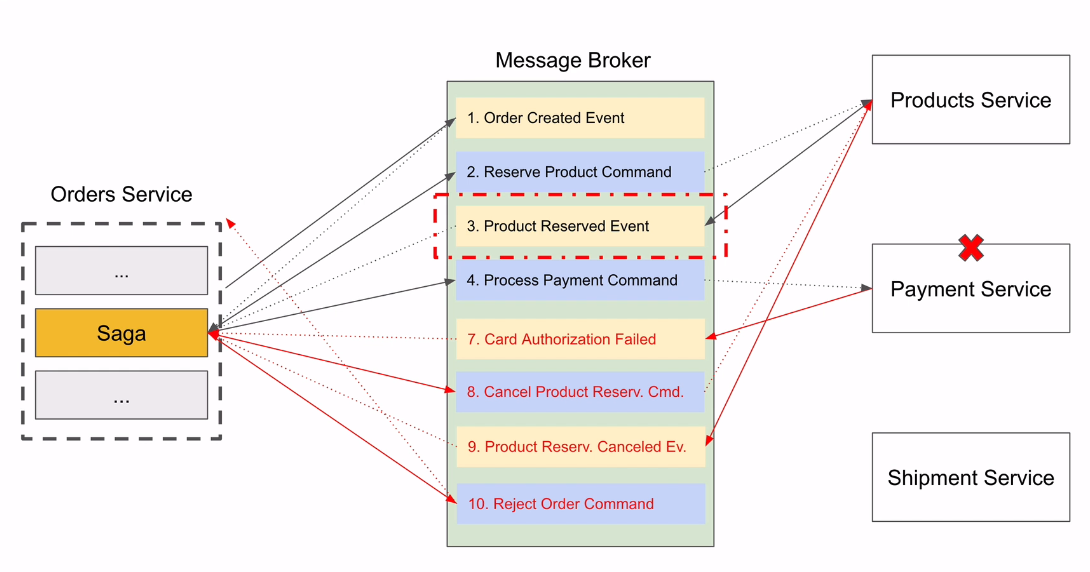 Message Broker
Orders Service
...
Saga
...
1. Order Created Event
2. Reserve Product Command
3. Product Reserved Event
4. Process Payment Command
7. Card Authorization Failed
8. Cancel Product Reserv. Cmd.
9. Product Reserv. Canceled Ev.
10. Reject Order Command
Products Service
Payment Service
Shipment Service